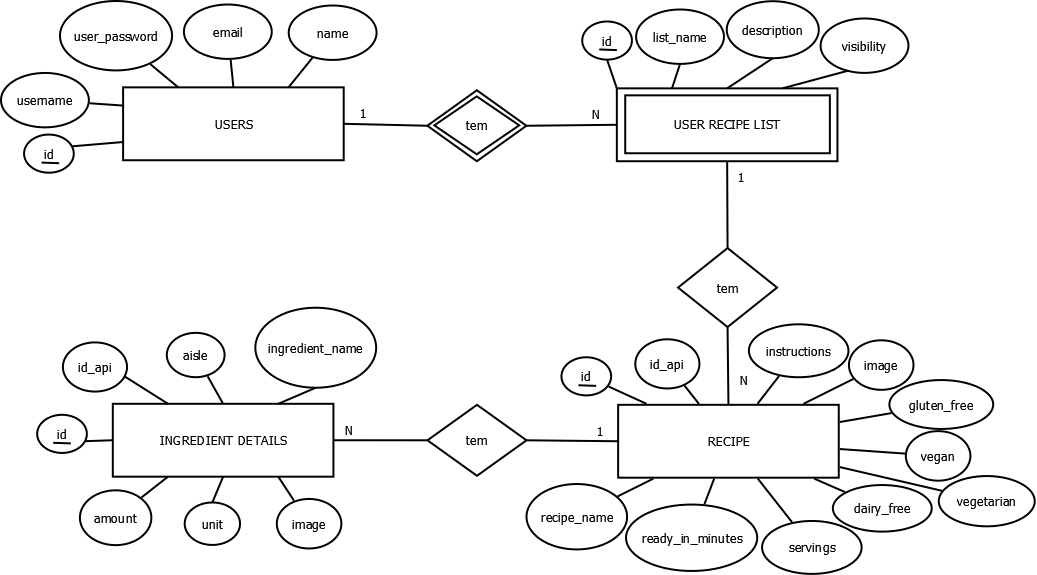 user_password
email
name
username
id
USERS
1
tem
N
id
list_name
description
visibility
USER RECIPE LIST
1
tem
N
id_api
aisle
ingredient_name
id
INGREDIENT DETAILS
amount
unit
image
N
tem
1
id
id_api
instructions
image
gluten_free
vegan
vegetarian
dairy_free
RECIPE
recipe_name
ready_in_minutes
servings